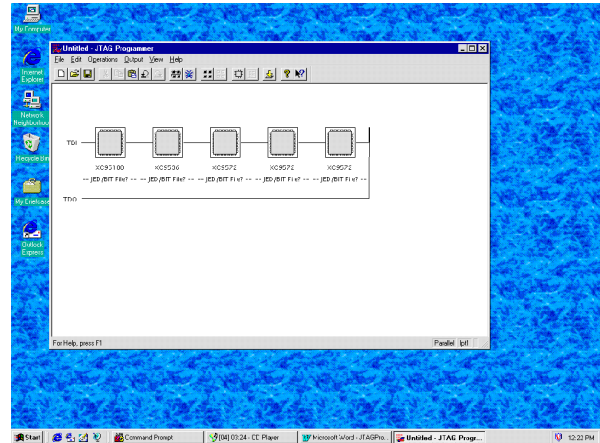 My Computer
Internet
Explorer
Network
Neighborhood
Recycle Bin
My Briefcase
Outlook
Express
Untitled - JTAG Programmer
File Edit Operations Output View Help
TDI
XC95108 XC9536 XC9572 XC9572 XC9572
-- JED/BIT File? -- -- JED/BIT File? -- -- JED/BIT File? -- -- JED/BIT File? -- -- JED/BIT File? --
TDO
For Help, press F1 Parallel lpt1
Start Command Prompt [04] 03:24 - CD Player Microsoft Word - JTAGPro... Untitled - JTAG Progr... 12:22 PM